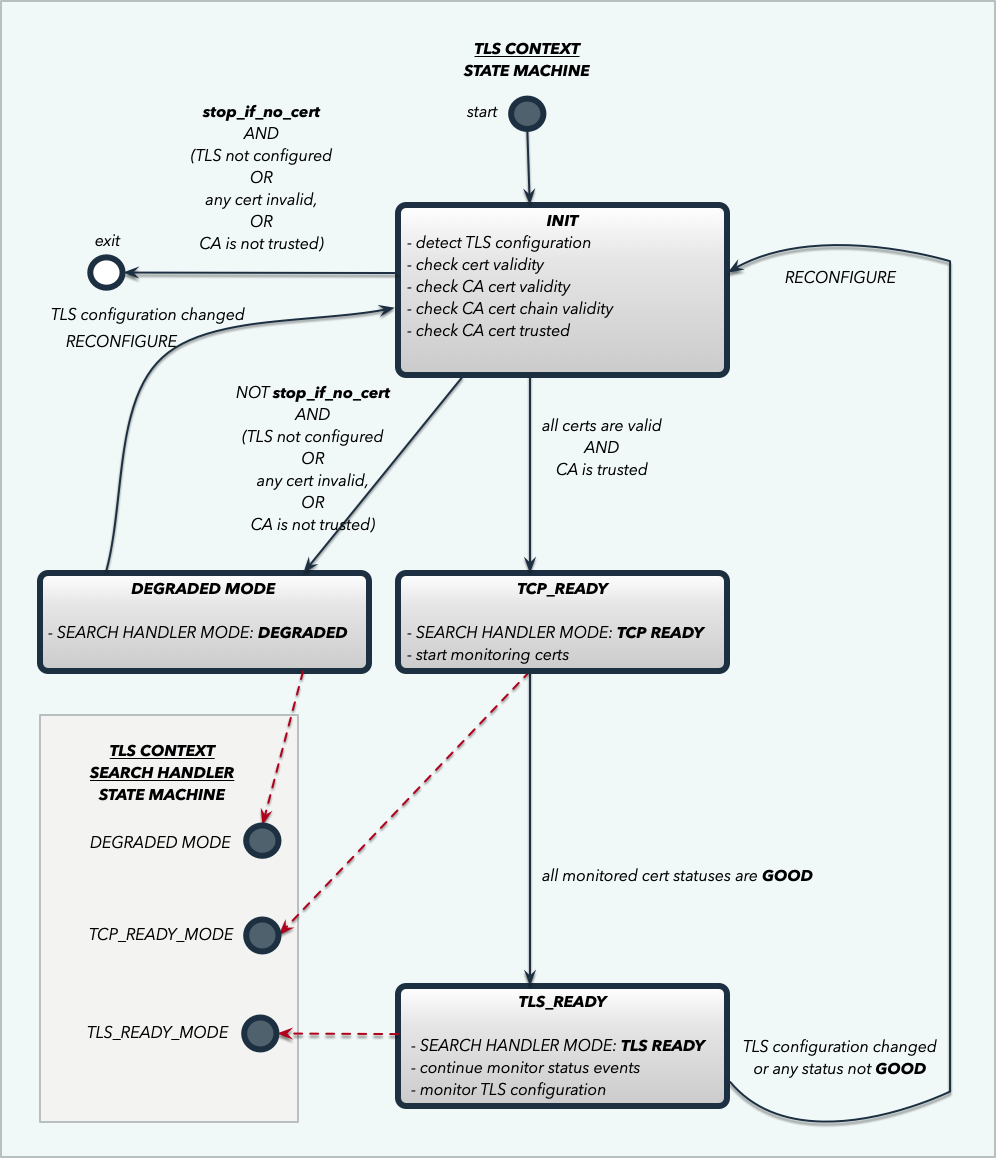 TLS CONTEXT
STATE MACHINE
start
stop_if_no_cert
AND
(TLS not configured
OR
any cert invalid,
OR
CA is not trusted)
exit
INIT
- detect TLS configuration
- check cert validity
- check CA cert validity
- check CA cert chain validity
- check CA cert trusted
RECONFIGURE
TLS configuration changed
RECONFIGURE
NOT stop_if_no_cert
AND
(TLS not configured
OR
any cert invalid,
OR
CA is not trusted)
all certs are valid
AND
CA is trusted
DEGRADED MODE
- SEARCH HANDLER MODE: DEGRADED
TCP_READY
- SEARCH HANDLER MODE: TCP READY
- start monitoring certs
TLS CONTEXT
SEARCH HANDLER
STATE MACHINE
DEGRADED MODE
TCP_READY_MODE
TLS_READY_MODE
all monitored cert statuses are GOOD
TLS_READY
- SEARCH HANDLER MODE: TLS READY
- continue monitor status events
- monitor TLS configuration
TLS configuration changed
or any status not GOOD